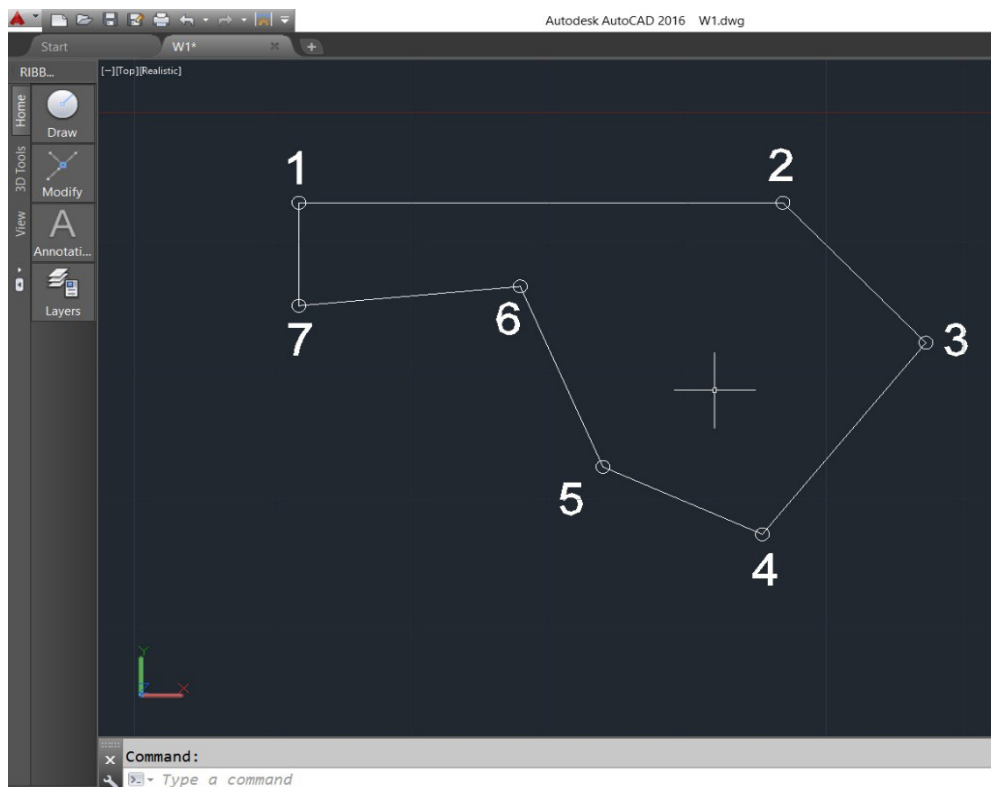 Autodesk AutoCAD 2016 W1.dwg
Start W1*
RIBB...
[−][Top][Realistic]
Home
3D Tools
View
Draw
Modify
A
Annotati...
Layers
1
2
3
4
5
6
7
Y
Z
X
Command:
Type a command